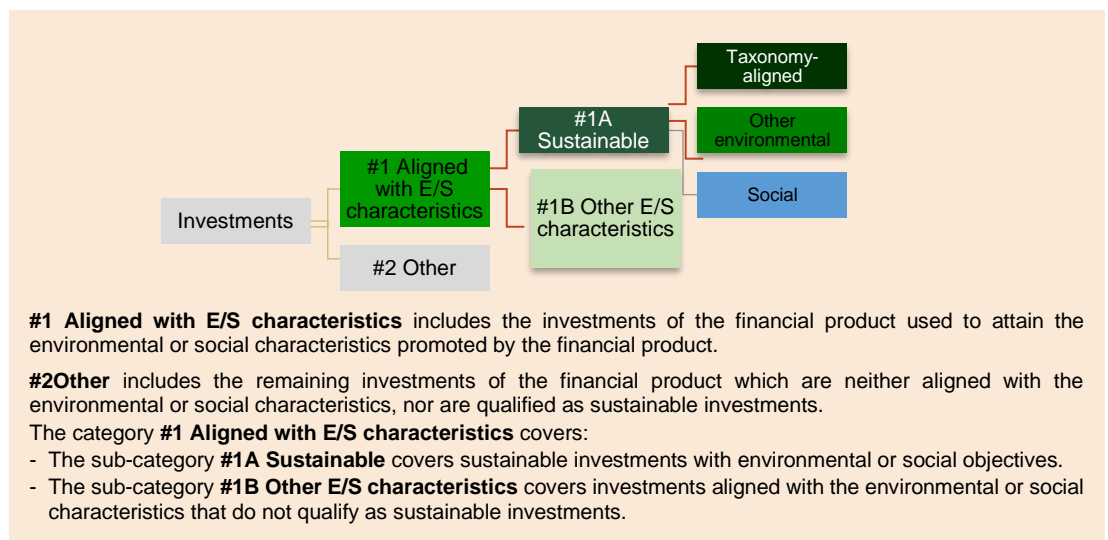 Taxonomy-
aligned
#1A
Sustainable
Other
environmental
#1 Aligned
with E/S
characteristics
Social
#1B Other E/S
characteristics
Investments
#2 Other
#1 Aligned with E/S characteristics includes the investments of the financial product used to attain the
environmental or social characteristics promoted by the financial product.
#2Other includes the remaining investments of the financial product which are neither aligned with the
environmental or social characteristics, nor are qualified as sustainable investments.
The category #1 Aligned with E/S characteristics covers:
- The sub-category #1A Sustainable covers sustainable investments with environmental or social objectives.
- The sub-category #1B Other E/S characteristics covers investments aligned with the environmental or social
characteristics that do not qualify as sustainable investments.